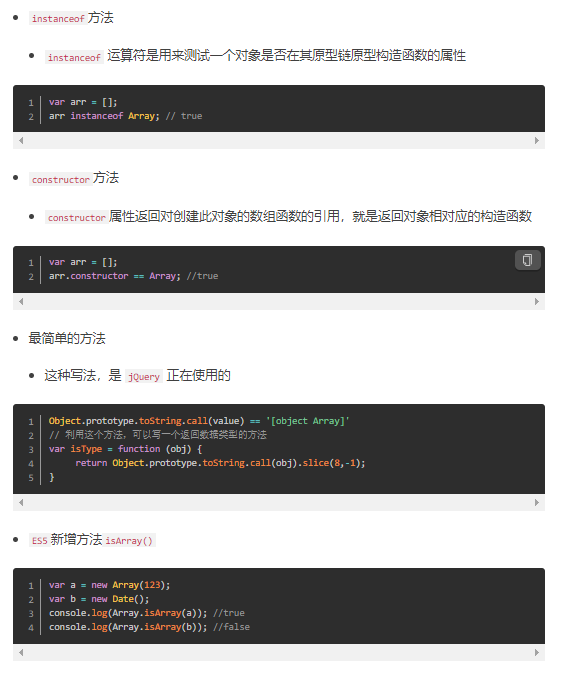 instanceof 方法
instanceof 运算符是用来测试一个对象是否在其原型链原型构造函数的属性
1 var arr = [];
2 arr instanceof Array; // true
constructor 方法
constructor 属性返回对创建此对象的数组函数的引用，就是返回对象相对应的构造函数
1 var arr = [];
2 arr.constructor == Array; //true
最简单的方法
这种写法，是 jQuery 正在使用的
1 Object.prototype.toString.call(value) == '[object Array]'
2 // 利用这个方法，可以写一个返回数据类型的方法
3 var isType = function (obj) {
4 return Object.prototype.toString.call(obj).slice(8,-1);
5 }
ES5 新增方法 isArray()
1 var a = new Array(123);
2 var b = new Date();
3 console.log(Array.isArray(a)); //true
4 console.log(Array.isArray(b)); //false